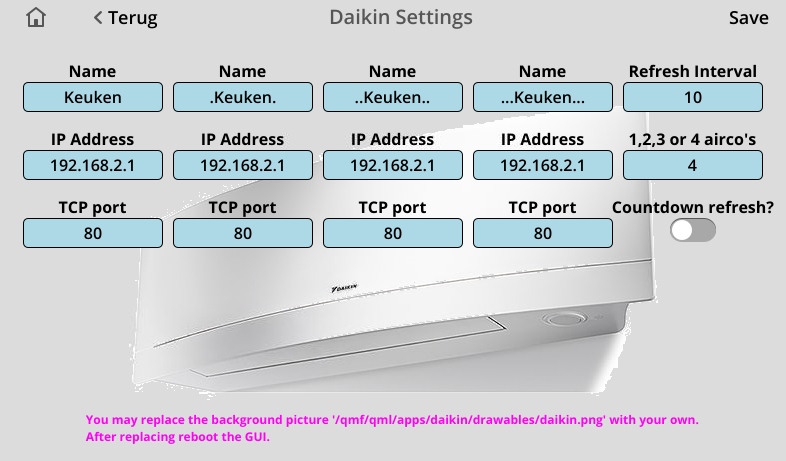 Terug
Daikin Settings
Save
Name Name Name Name Refresh Interval
Keuken .Keuken. ..Keuken.. ...Keuken... 10
IP Address IP Address IP Address IP Address 1,2,3 or 4 airco's
192.168.2.1 192.168.2.1 192.168.2.1 192.168.2.1 4
TCP port TCP port TCP port TCP port Countdown refresh?
80 80 80 80
DAIKIN
You may replace the background picture '/qmf/qml/apps/daikin/drawables/daikin.png' with your own.
After replacing reboot the GUI.